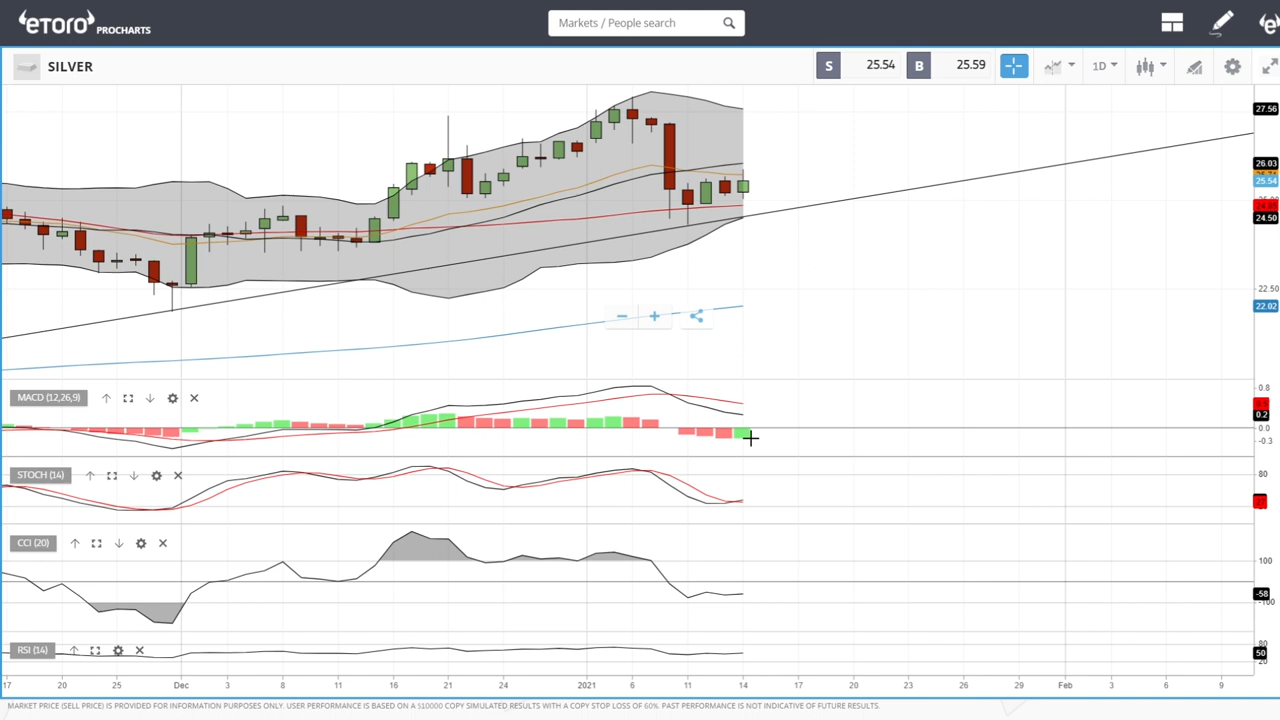 eToro PROCHARTS
Markets / People search
SILVER
S 25.54 B 25.59
1D
27.56
26.03
25.54
24.50
22.50
22.02
MACD (12,26,9)
0.8
0.2
0.0
-0.3
STOCH (14)
80
CCI (20)
100
-58
-100
RSI (14)
80
50
20
17 20 25 Dec 3 8 11 16 21 24 2021 6 11 14 17 20 23 26 29 Feb 3 6 9
MARKET PRICE (SELL PRICE) IS PROVIDED FOR INFORMATION PURPOSES ONLY. USER PERFORMANCE IS BASED ON A $10000 COPY SIMULATED RESULTS WITH A COPY STOP LOSS OF 60%. PAST PERFORMANCE IS NOT INDICATIVE OF FUTURE RESULTS.